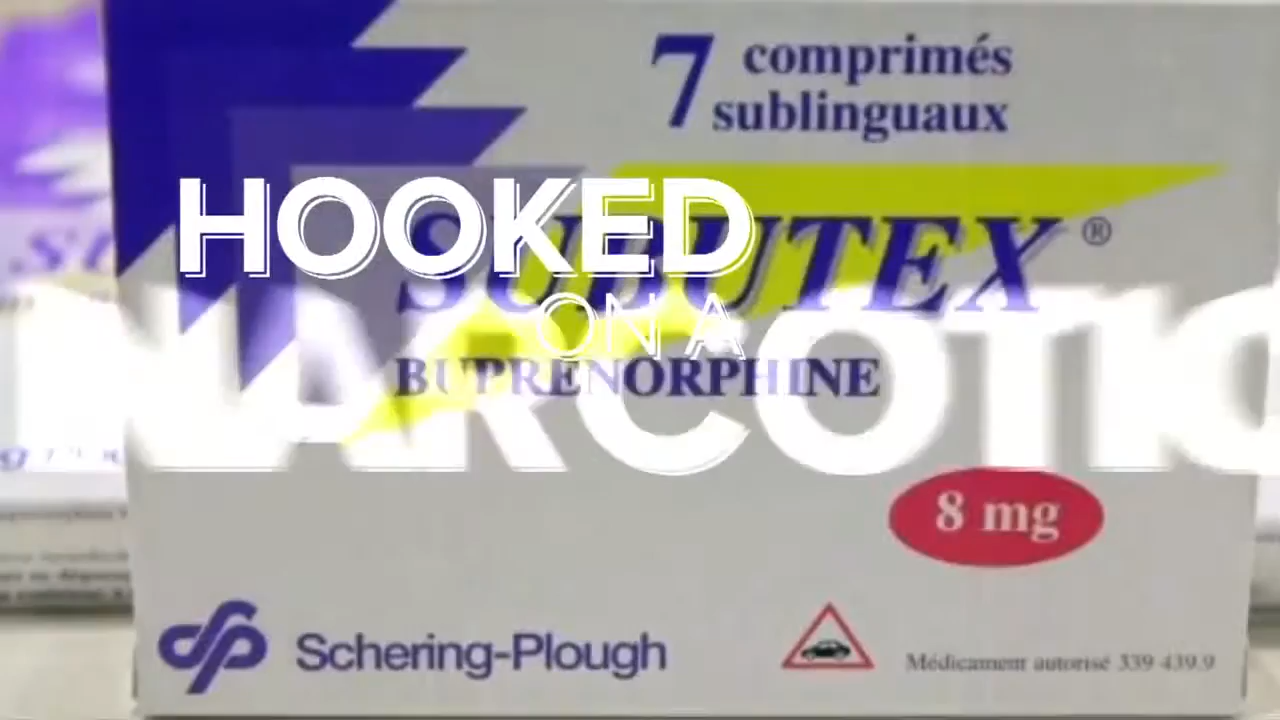 7 comprimés
sublinguaux
HOOKED
SUBUTEX ®
ON A
BUPRENORPHINE
NARCOTIC
8 mg
Schering-Plough
Médicament autorisé 339 439.9